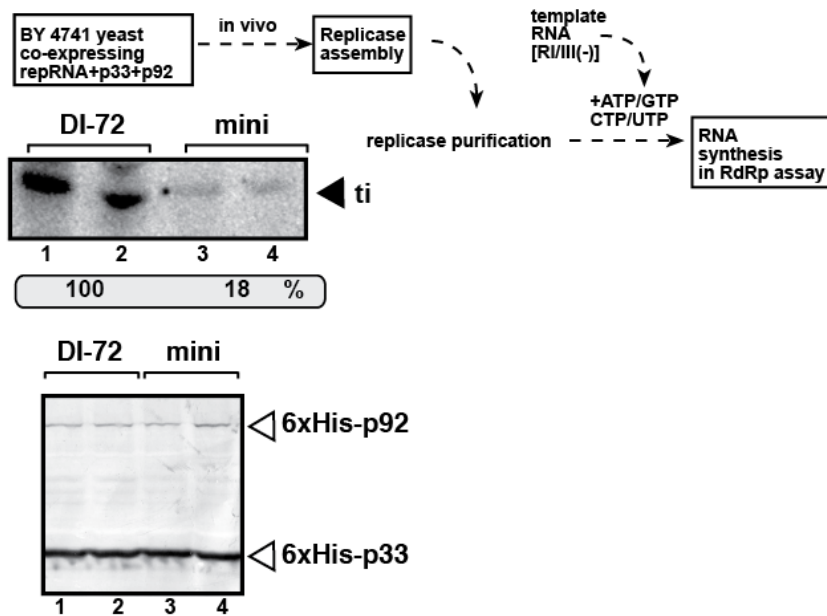 BY 4741 yeast
co-expressing
repRNA+p33+p92
in vivo
Replicase
assembly
template
RNA
[RI/III(-)]
+ATP/GTP
CTP/UTP
replicase purification
RNA
synthesis
in RdRp assay
DI-72 mini
ti
1 2 3 4
100 18 %
DI-72 mini
6xHis-p92
6xHis-p33
1 2 3 4